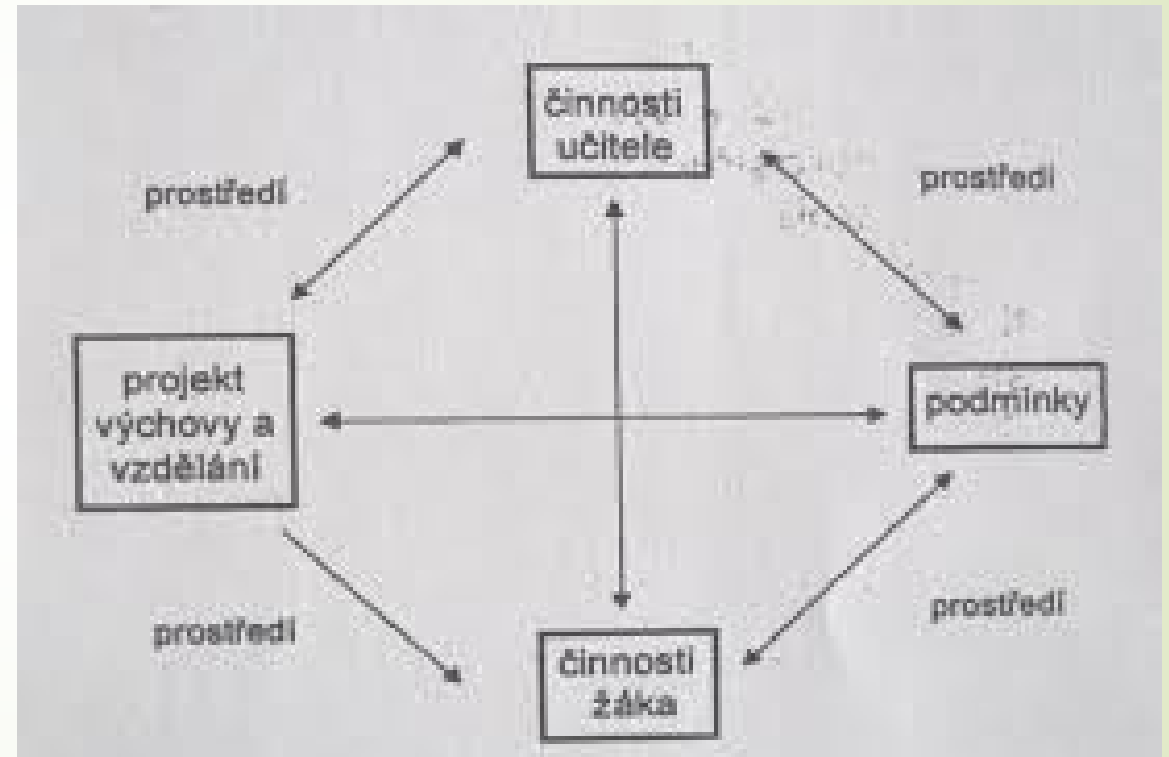 činnosti
učitele
prostředí
prostředí
projekt
výchovy a
vzdělání
podmínky
prostředí
prostředí
činnosti
žáka